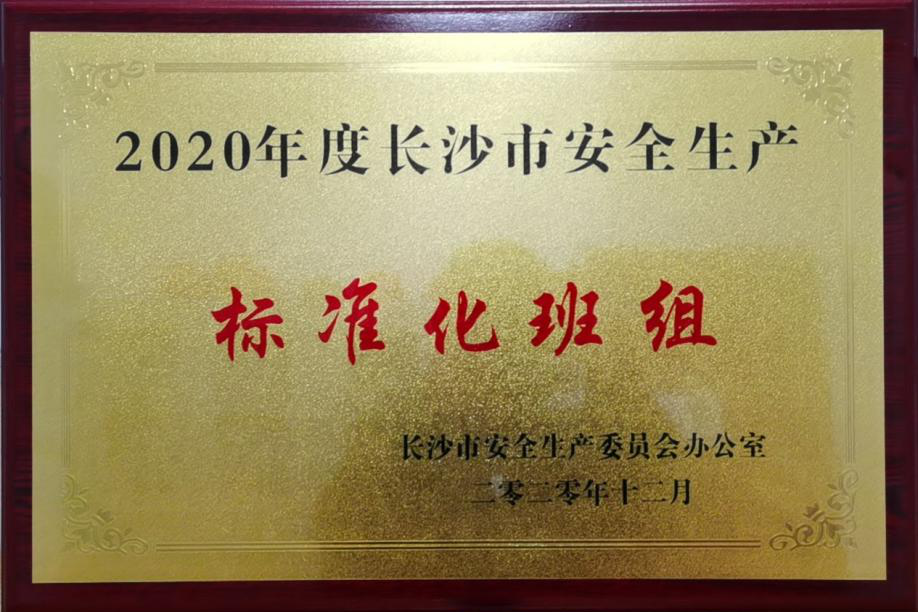 2020年度长沙市安全生产
标准化班组
长沙市安全生产委员会办公室
二零二零年十二月